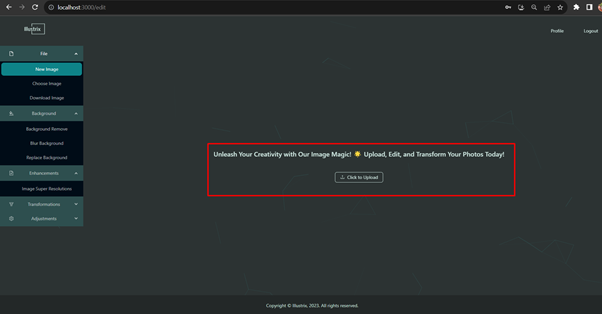 localhost:3000/edit
Illustrix
Profile
Logout
File
New Image
Choose Image
Download Image
Background
Background Remove
Blur Background
Replace Background
Enhancements
Image Super Resolutions
Transformations
Adjustments
Unleash Your Creativity with Our Image Magic! 🌟 Upload, Edit, and Transform Your Photos Today!
Click to Upload
Copyright © Illustrix, 2023. All rights reserved.